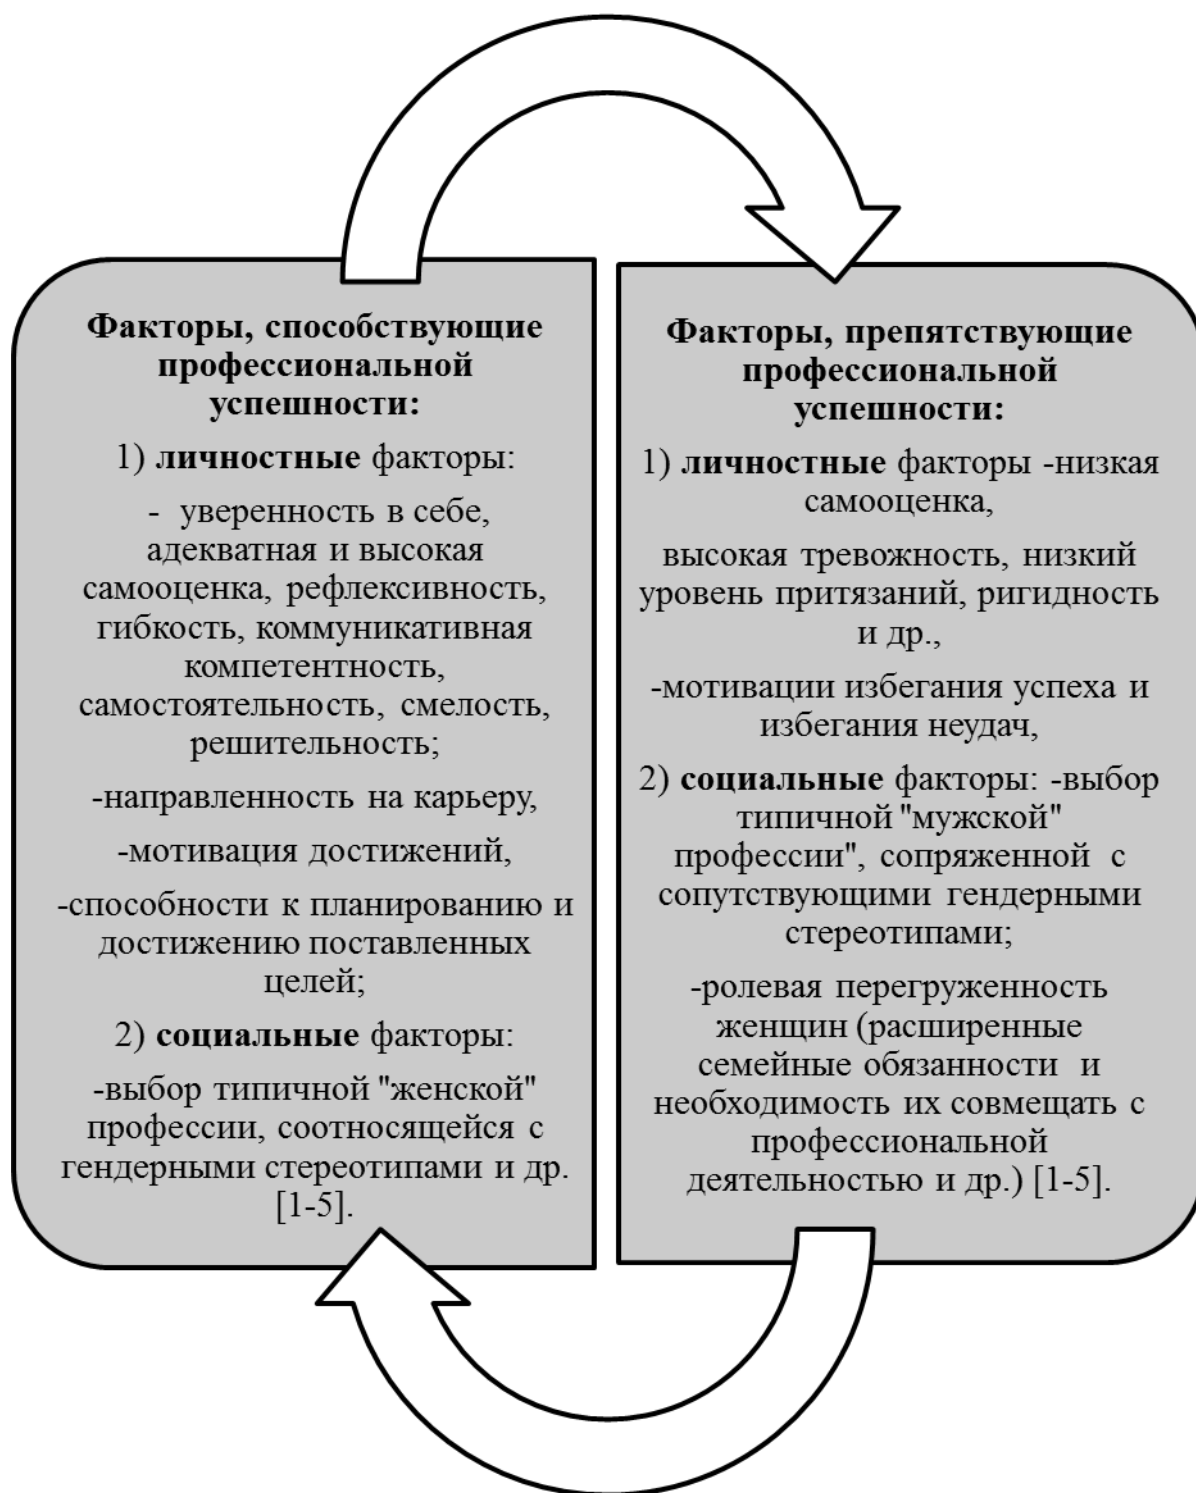 Факторы, способствующие
профессиональной
успешности:
1) личностные факторы:
- уверенность в себе,
адекватная и высокая
самооценка, рефлексивность,
гибкость, коммуникативная
компетентность,
самостоятельность, смелость,
решительность;
-направленность на карьеру,
-мотивация достижений,
-способности к планированию и
достижению поставленных
целей;
2) социальные факторы:
-выбор типичной "женской"
профессии, соотносящейся с
гендерными стереотипами и др.
[1-5].
Факторы, препятствующие
профессиональной
успешности:
1) личностные факторы -низкая
самооценка,
высокая тревожность, низкий
уровень притязаний, ригидность
и др.,
-мотивации избегания успеха и
избегания неудач,
2) социальные факторы: -выбор
типичной "мужской"
профессии", сопряженной с
сопутствующими гендерными
стереотипами;
-ролевая перегруженность
женщин (расширенные
семейные обязанности и
необходимость их совмещать с
профессиональной
деятельностью и др.) [1-5].